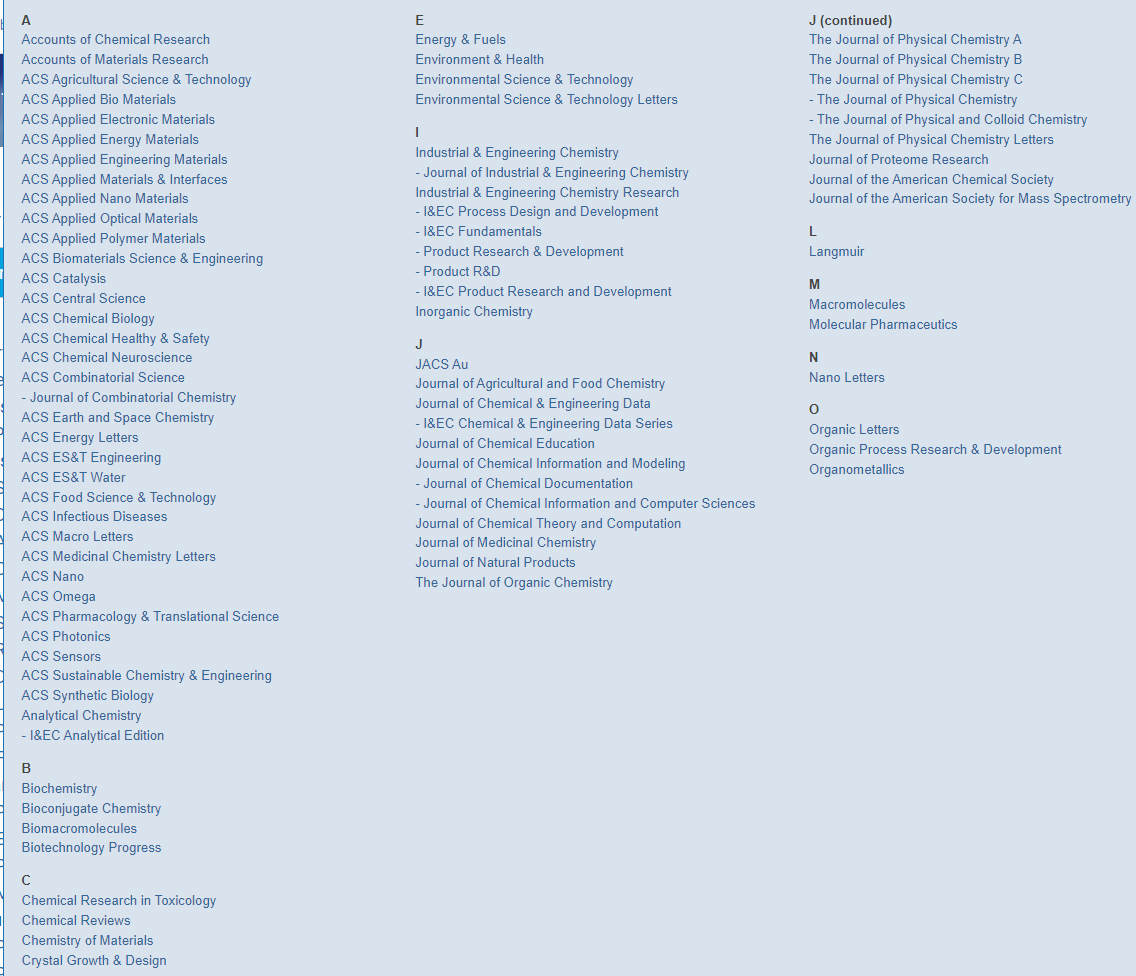 A
Accounts of Chemical Research
Accounts of Materials Research
ACS Agricultural Science & Technology
ACS Applied Bio Materials
ACS Applied Electronic Materials
ACS Applied Energy Materials
ACS Applied Engineering Materials
ACS Applied Materials & Interfaces
ACS Applied Nano Materials
ACS Applied Optical Materials
ACS Applied Polymer Materials
ACS Biomaterials Science & Engineering
ACS Catalysis
ACS Central Science
ACS Chemical Biology
ACS Chemical Healthy & Safety
ACS Chemical Neuroscience
ACS Combinatorial Science
- Journal of Combinatorial Chemistry
ACS Earth and Space Chemistry
ACS Energy Letters
ACS ES&T Engineering
ACS ES&T Water
ACS Food Science & Technology
ACS Infectious Diseases
ACS Macro Letters
ACS Medicinal Chemistry Letters
ACS Nano
ACS Omega
ACS Pharmacology & Translational Science
ACS Photonics
ACS Sensors
ACS Sustainable Chemistry & Engineering
ACS Synthetic Biology
Analytical Chemistry
- I&EC Analytical Edition
B
Biochemistry
Bioconjugate Chemistry
Biomacromolecules
Biotechnology Progress
C
Chemical Research in Toxicology
Chemical Reviews
Chemistry of Materials
Crystal Growth & Design
E
Energy & Fuels
Environment & Health
Environmental Science & Technology
Environmental Science & Technology Letters
I
Industrial & Engineering Chemistry
- Journal of Industrial & Engineering Chemistry
Industrial & Engineering Chemistry Research
- I&EC Process Design and Development
- I&EC Fundamentals
- Product Research & Development
- Product R&D
- I&EC Product Research and Development
Inorganic Chemistry
J
JACS Au
Journal of Agricultural and Food Chemistry
Journal of Chemical & Engineering Data
- I&EC Chemical & Engineering Data Series
Journal of Chemical Education
Journal of Chemical Information and Modeling
- Journal of Chemical Documentation
- Journal of Chemical Information and Computer Sciences
Journal of Chemical Theory and Computation
Journal of Medicinal Chemistry
Journal of Natural Products
The Journal of Organic Chemistry
J (continued)
The Journal of Physical Chemistry A
The Journal of Physical Chemistry B
The Journal of Physical Chemistry C
- The Journal of Physical Chemistry
- The Journal of Physical and Colloid Chemistry
The Journal of Physical Chemistry Letters
Journal of Proteome Research
Journal of the American Chemical Society
Journal of the American Society for Mass Spectrometry
L
Langmuir
M
Macromolecules
Molecular Pharmaceutics
N
Nano Letters
O
Organic Letters
Organic Process Research & Development
Organometallics